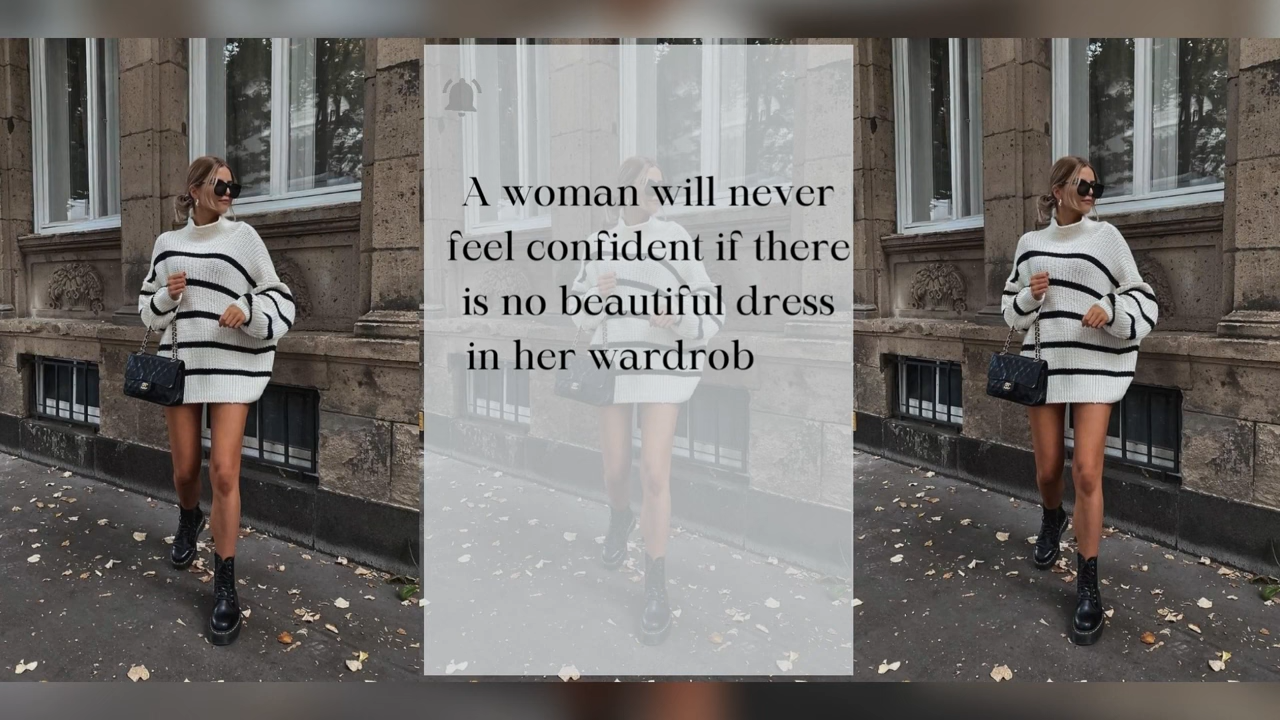 A woman will never
feel confident if there
is no beautiful dress
in her wardrob